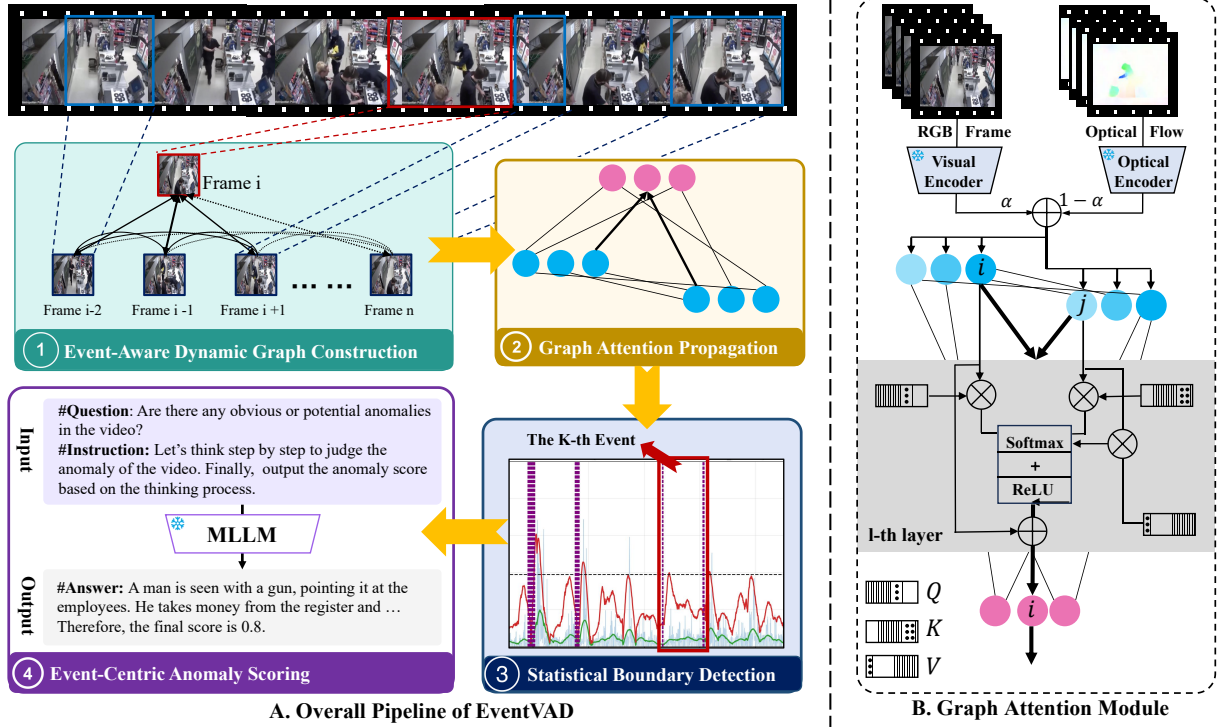 Frame i
Frame i-2
Frame i -1
Frame i +1
... ...
Frame n
1 Event-Aware Dynamic Graph Construction
2 Graph Attention Propagation
Input
#Question: Are there any obvious or potential anomalies
in the video?
#Instruction: Let's think step by step to judge the
anomaly of the video. Finally, output the anomaly score
based on the thinking process.
MLLM
Output
#Answer: A man is seen with a gun, pointing it at the
employees. He takes money from the register and …
Therefore, the final score is 0.8.
4 Event-Centric Anomaly Scoring
The K-th Event
3 Statistical Boundary Detection
A. Overall Pipeline of EventVAD
RGB Frame
Optical Flow
Visual
Encoder
Optical
Encoder
α
1 − α
i
j
Softmax
+
ReLU
l-th layer
Q
K
V
i
B. Graph Attention Module